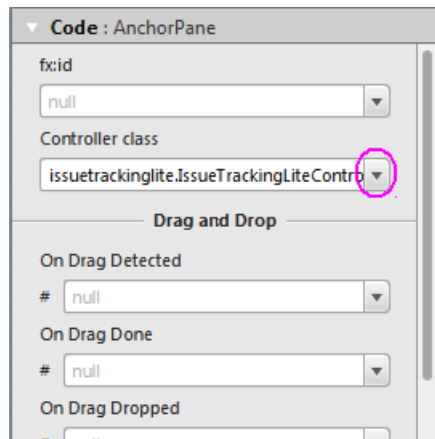 Code : AnchorPane
fx:id
null
Controller class
issuetrackinglite.IssueTrackingLiteContro
Drag and Drop
On Drag Detected
# null
On Drag Done
# null
On Drag Dropped